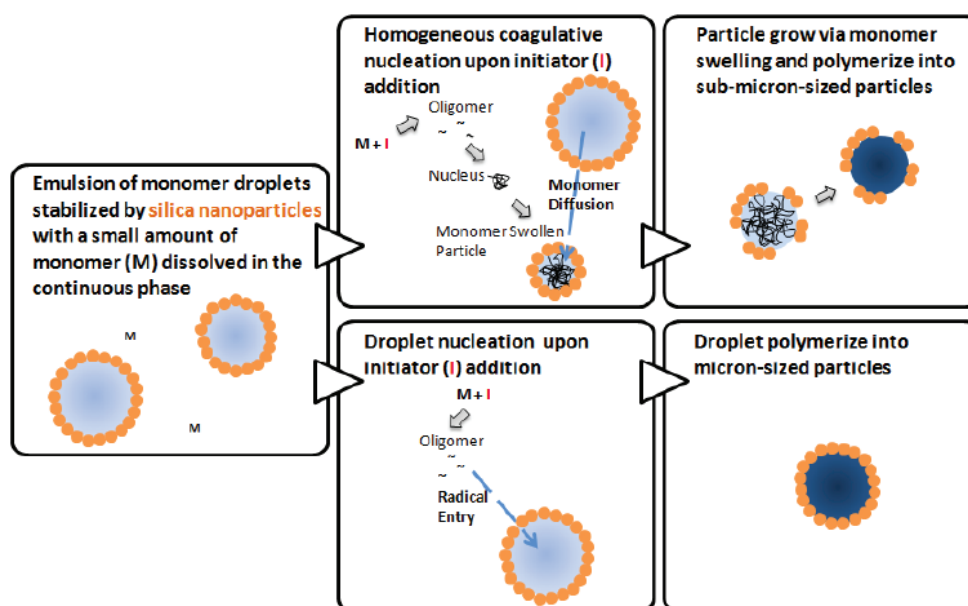 Emulsion of monomer droplets
stabilized by silica nanoparticles
with a small amount of
monomer (M) dissolved in the
continuous phase
M
M
Homogeneous coagulative
nucleation upon initiator (I)
addition
Oligomer
~ ~ ~
M + I
Nucleus
Monomer
Diffusion
Monomer Swollen
Particle
Particle grow via monomer
swelling and polymerize into
sub-micron-sized particles
Droplet nucleation upon
initiator (I) addition
M + I
Oligomer
~ ~ ~
Radical
Entry
Droplet polymerize into
micron-sized particles